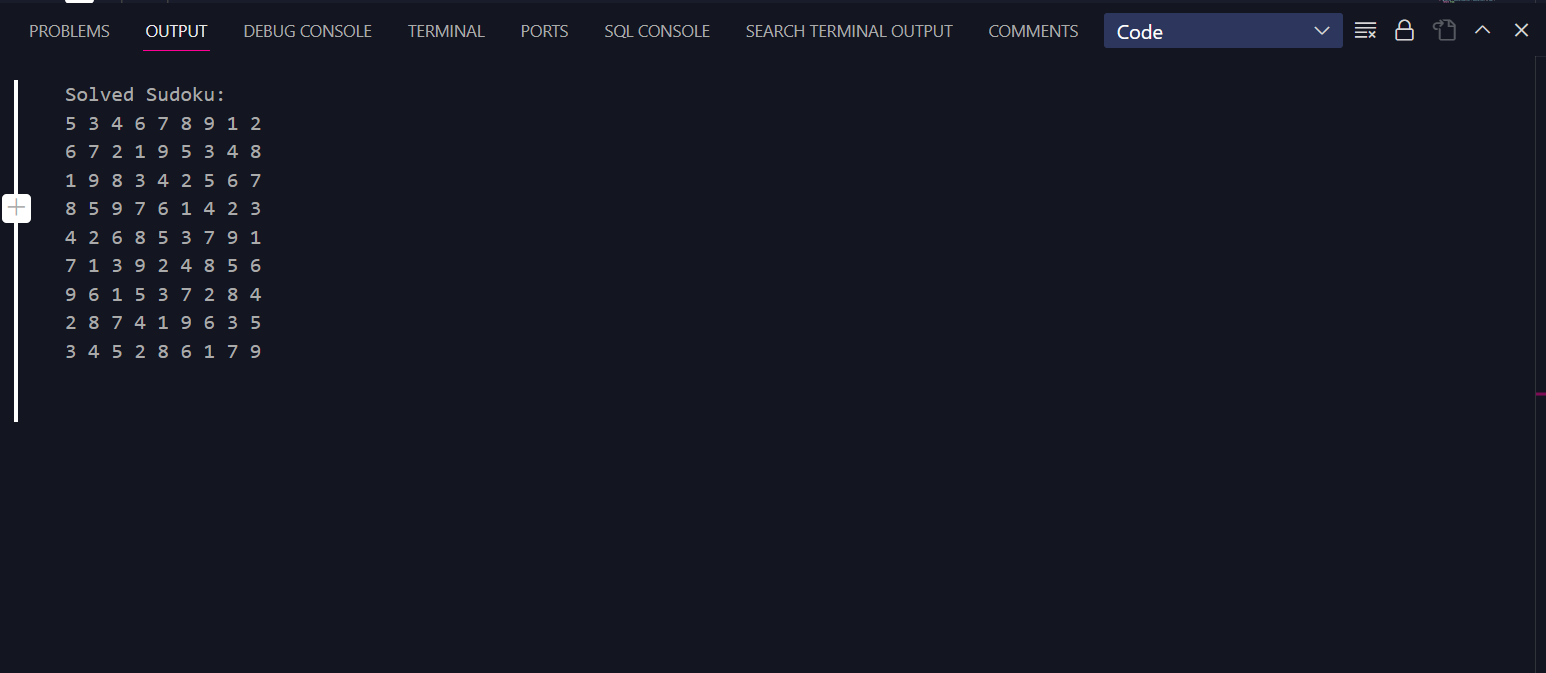 PROBLEMS OUTPUT DEBUG CONSOLE TERMINAL PORTS SQL CONSOLE SEARCH TERMINAL OUTPUT COMMENTS Code
Solved Sudoku:
5 3 4 6 7 8 9 1 2
6 7 2 1 9 5 3 4 8
1 9 8 3 4 2 5 6 7
8 5 9 7 6 1 4 2 3
4 2 6 8 5 3 7 9 1
7 1 3 9 2 4 8 5 6
9 6 1 5 3 7 2 8 4
2 8 7 4 1 9 6 3 5
3 4 5 2 8 6 1 7 9